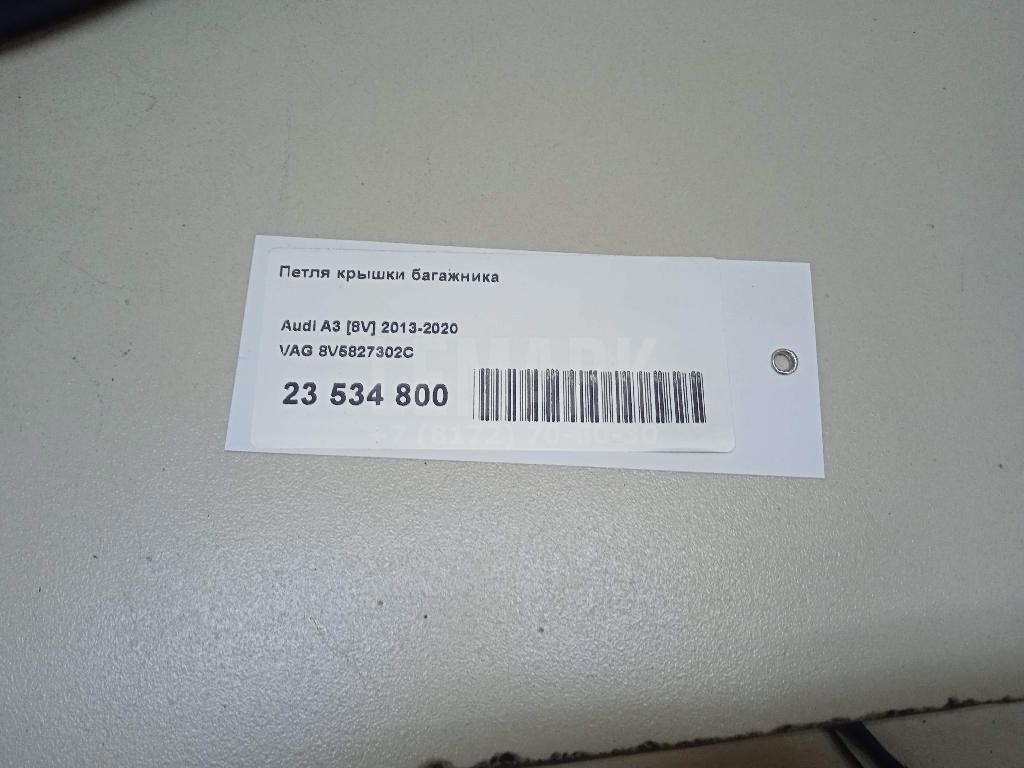 Петля крышки багажника
Audi A3 [8V] 2013-2020
VAG 8V5827302C
23 534 800